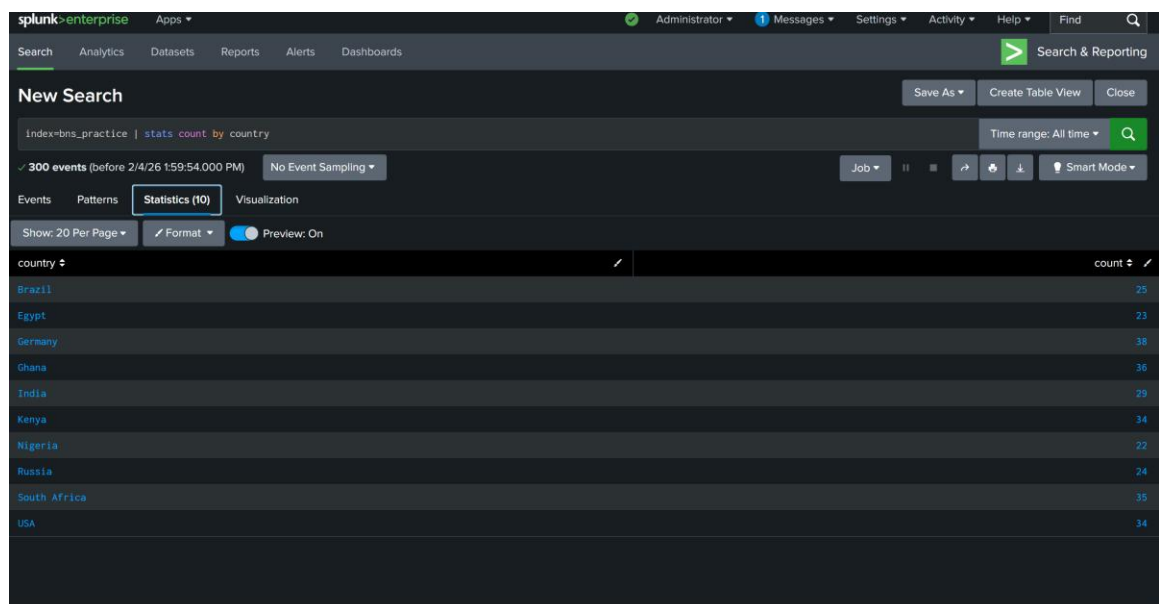 splunk>enterprise Apps Administrator 1 Messages Settings Activity Help Find
Search Analytics Datasets Reports Alerts Dashboards > Search & Reporting
New Search Save As Create Table View Close
index=bns_practice | stats count by country Time range: All time
300 events (before 2/4/26 1:59:54.000 PM) No Event Sampling Job Smart Mode
Events Patterns Statistics (10) Visualization
Show: 20 Per Page Format Preview: On
country count
Brazil 25
Egypt 23
Germany 38
Ghana 36
India 29
Kenya 34
Nigeria 22
Russia 24
South Africa 35
USA 34